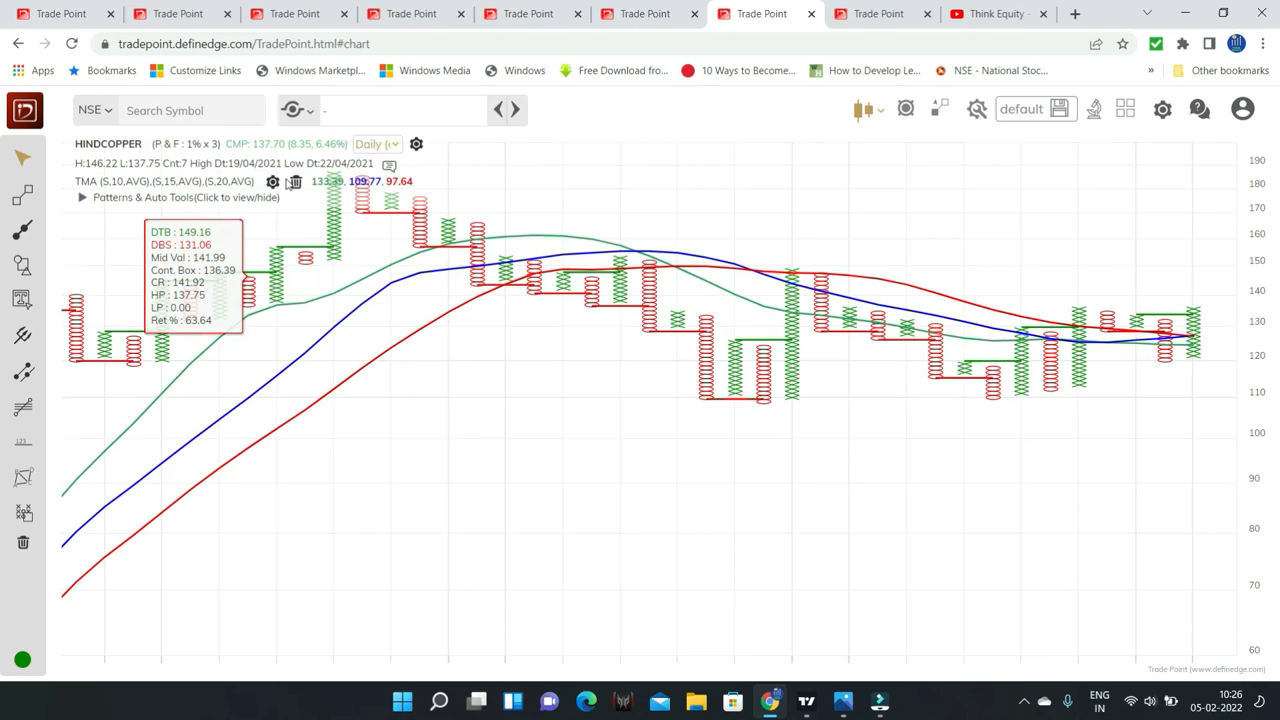 Trade Point
Trade Point
Trade Point
Trade Point
Trade Point
Trade Point
Trade Point
Trade Point
Think Equity -
tradepoint.definedge.com/TradePoint.html#chart
Apps
Bookmarks
Customize Links
Windows Marketpl...
Windows Media
Windows
Free Download fro...
10 Ways to Become...
How to Develop Le...
NSE - National Stoc...
»
Other bookmarks
NSE
Search Symbol
-
default
HINDCOPPER (P & F : 1% x 3) CMP: 137.70 (8.35, 6.46%) Daily (
H:146.22 L:137.75 Cnt:7 High Dt:19/04/2021 Low Dt:22/04/2021
TMA (S,10,AVG),(S,15,AVG),(S,20,AVG) 133.39, 109.77, 97.64
Patterns & Auto Tools(Click to view/hide)
DTB : 149.16
DBS : 131.06
Mid Val : 141.99
Cont. Box : 136.39
CR : 141.92
HP : 137.75
LP : 0.00
Ret % : 63.64
190
180
170
160
150
140
130
120
110
100
90
80
70
60
123
Trade Point (www.definedge.com)
ENG
IN
10:26
05-02-2022